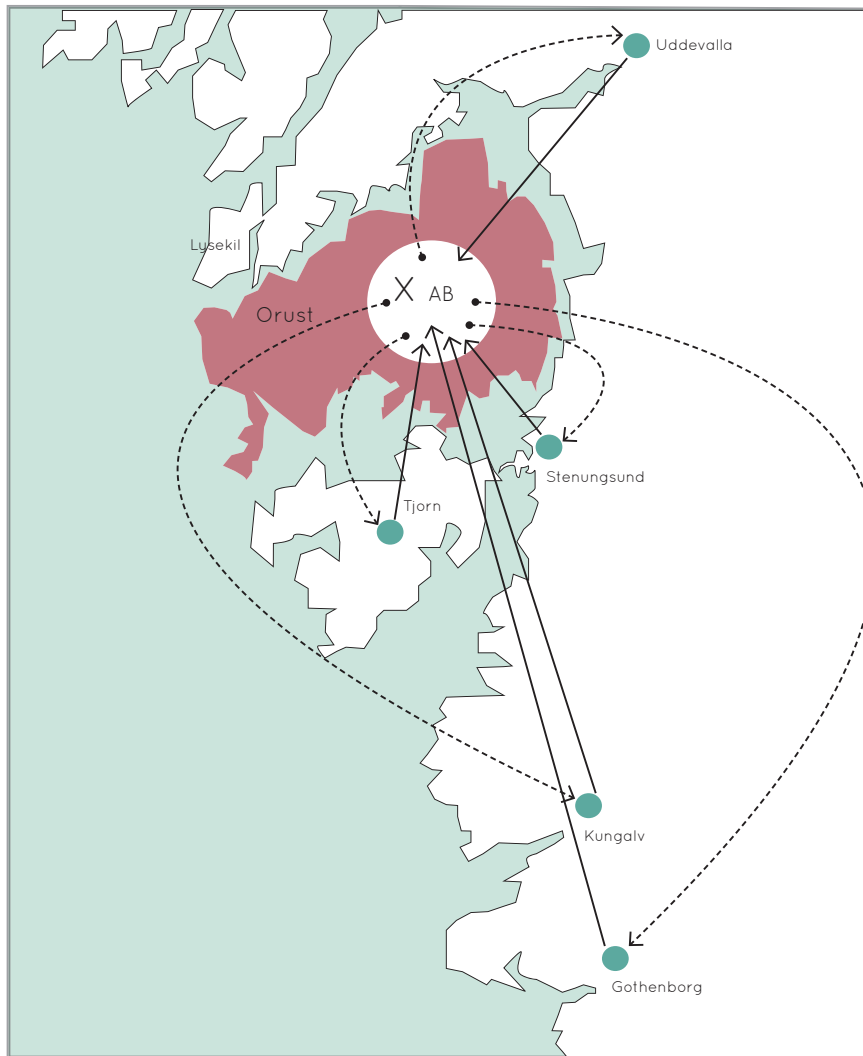 Uddevalla
Lysekil
X AB
Orust
Stenungsund
Tjorn
Kungalv
Gothenborg